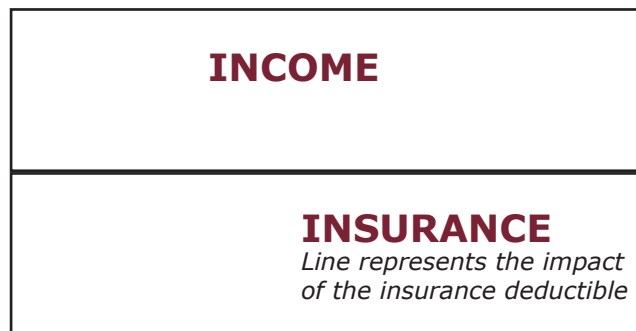 INCOME
INSURANCE
Line represents the impact
of the insurance deductible